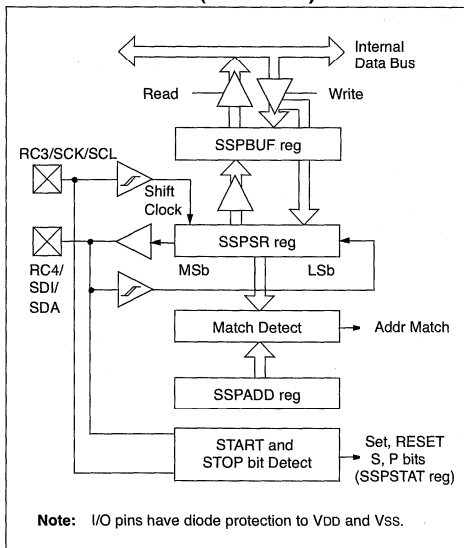 Internal
Data Bus
Read
Write
SSPBUF reg
RC3/SCK/SCL
Shift
Clock
SSPSR reg
MSb
LSb
RC4/
SDI/
SDA
Match Detect
Addr Match
SSPADD reg
START and
STOP bit Detect
Set, RESET
S, P bits
(SSPSTAT reg)
Note: I/O pins have diode protection to VDD and VSS.